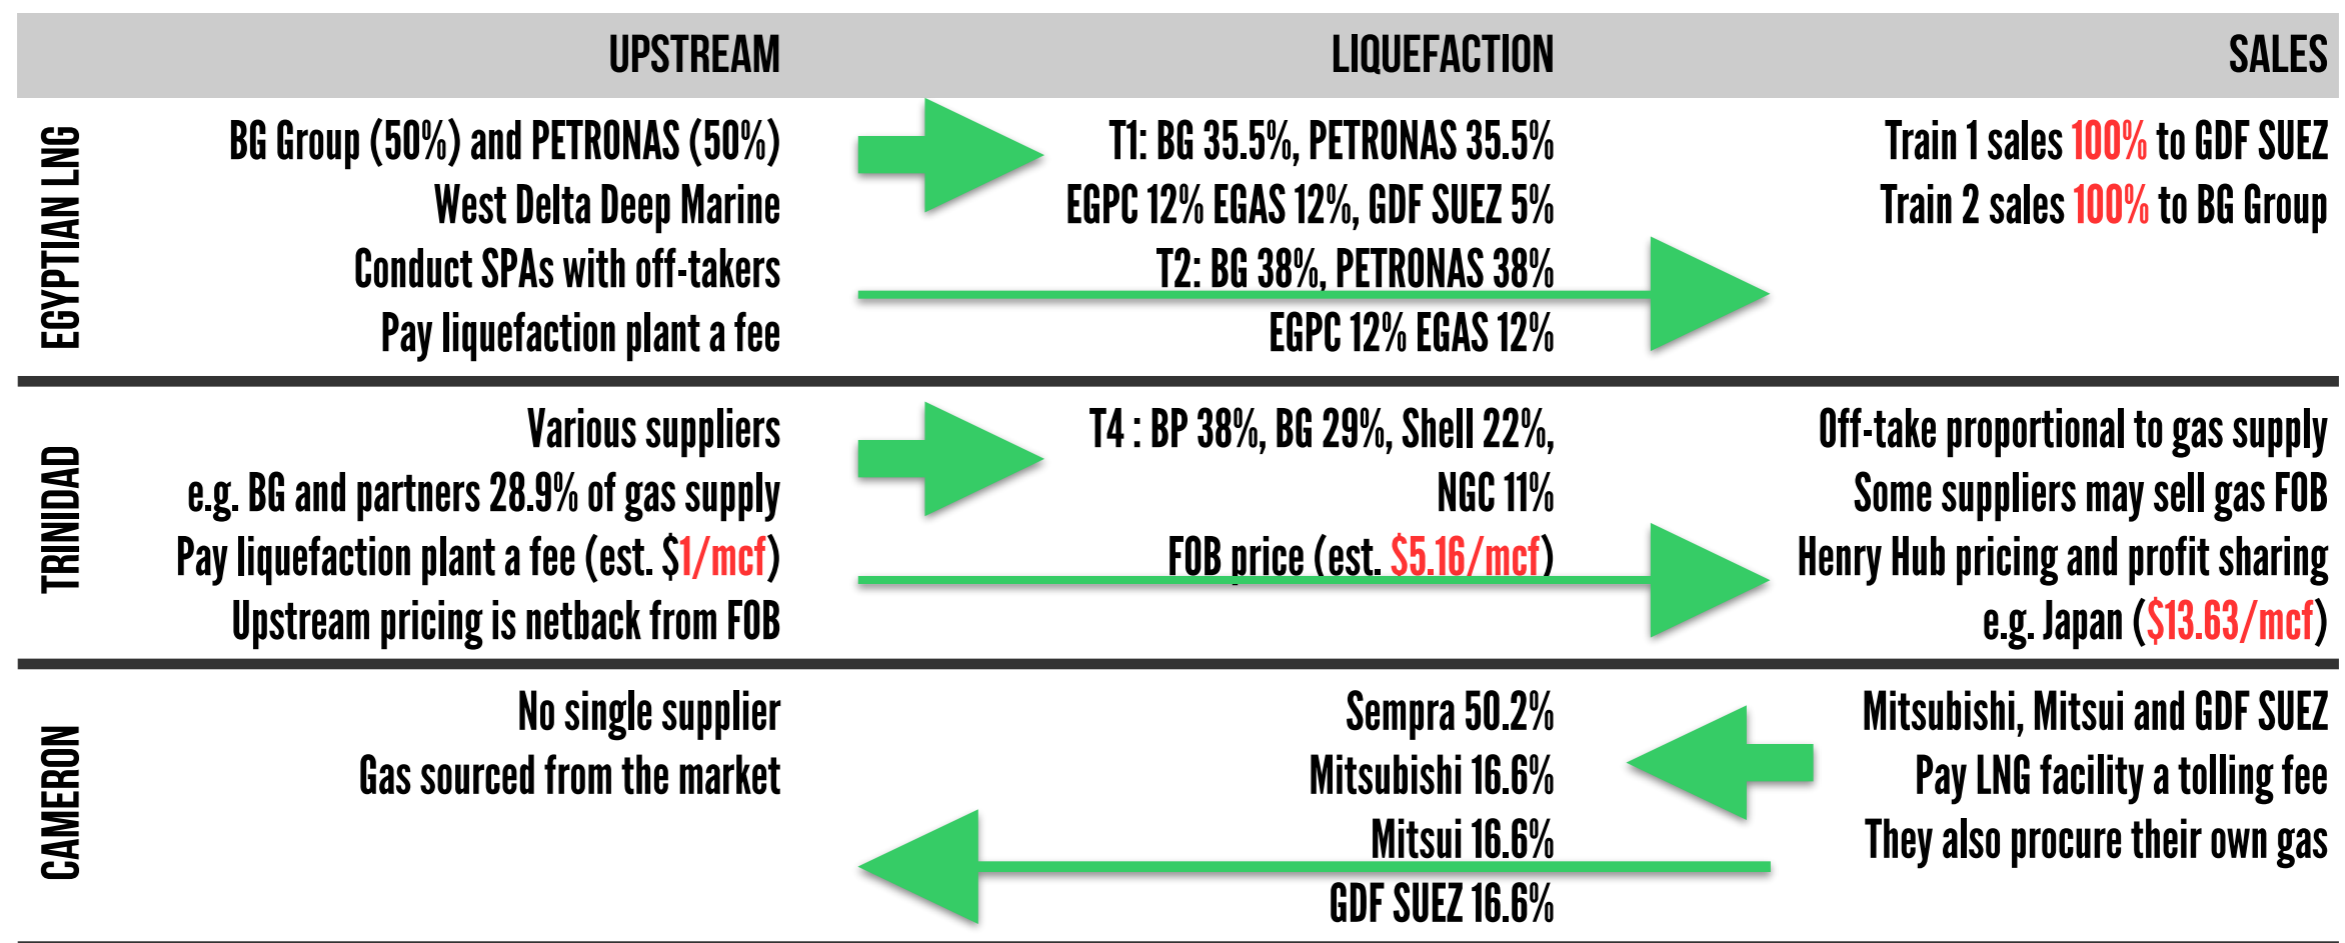 UPSTREAM
LIQUEFACTION
SALES
EGYPTIAN LNG
BG Group (50%) and PETRONAS (50%)
West Delta Deep Marine
Conduct SPAs with off-takers
Pay liquefaction plant a fee
T1: BG 35.5%, PETRONAS 35.5%
EGPC 12% EGAS 12%, GDF SUEZ 5%
T2: BG 38%, PETRONAS 38%
EGPC 12% EGAS 12%
Train 1 sales 100% to GDF SUEZ
Train 2 sales 100% to BG Group
TRINIDAD
Various suppliers
e.g. BG and partners 28.9% of gas supply
Pay liquefaction plant a fee (est. $1/mcf)
Upstream pricing is netback from FOB
T4 : BP 38%, BG 29%, Shell 22%,
NGC 11%
FOB price (est. $5.16/mcf)
Off-take proportional to gas supply
Some suppliers may sell gas FOB
Henry Hub pricing and profit sharing
e.g. Japan ($13.63/mcf)
CAMERON
No single supplier
Gas sourced from the market
Sempra 50.2%
Mitsubishi 16.6%
Mitsui 16.6%
GDF SUEZ 16.6%
Mitsubishi, Mitsui and GDF SUEZ
Pay LNG facility a tolling fee
They also procure their own gas